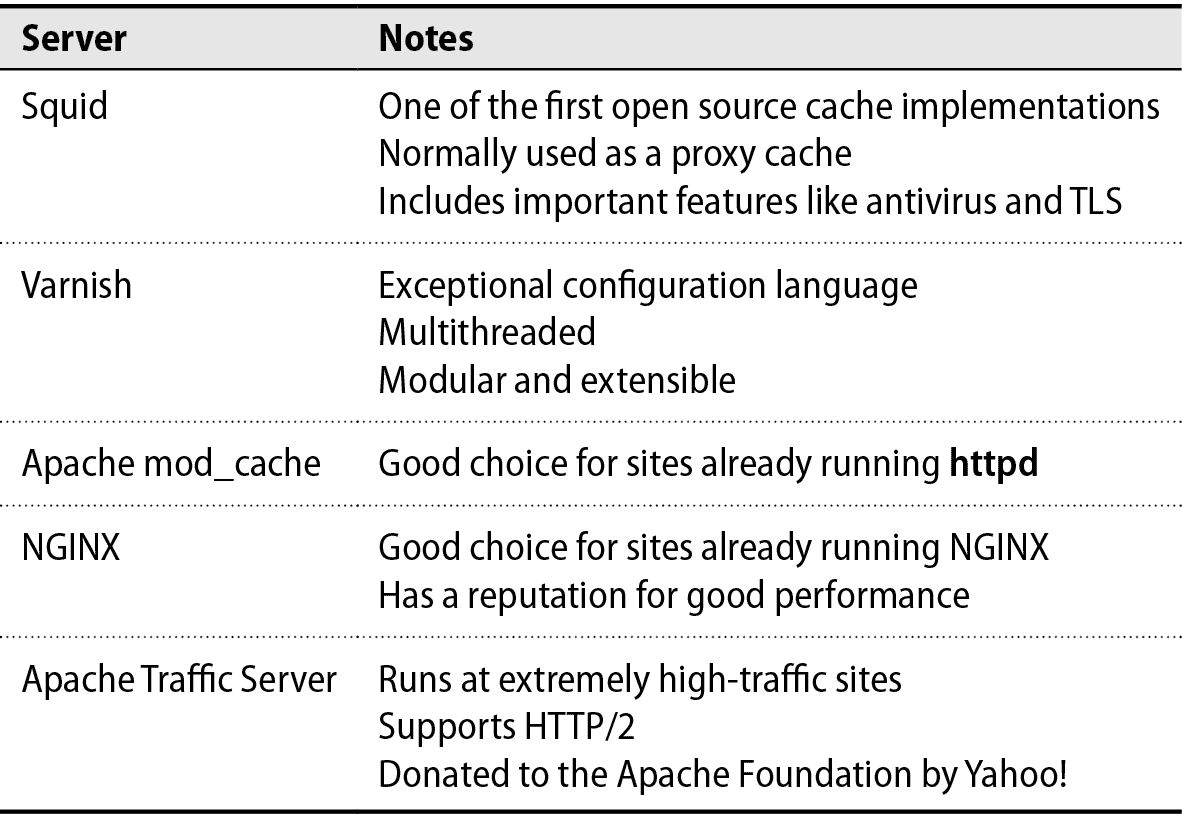 Server Notes
Squid One of the first open source cache implementations
Normally used as a proxy cache
Includes important features like antivirus and TLS
Varnish Exceptional configuration language
Multithreaded
Modular and extensible
Apache mod_cache Good choice for sites already running httpd
NGINX Good choice for sites already running NGINX
Has a reputation for good performance
Apache Traffic Server Runs at extremely high-traffic sites
Supports HTTP/2
Donated to the Apache Foundation by Yahoo!